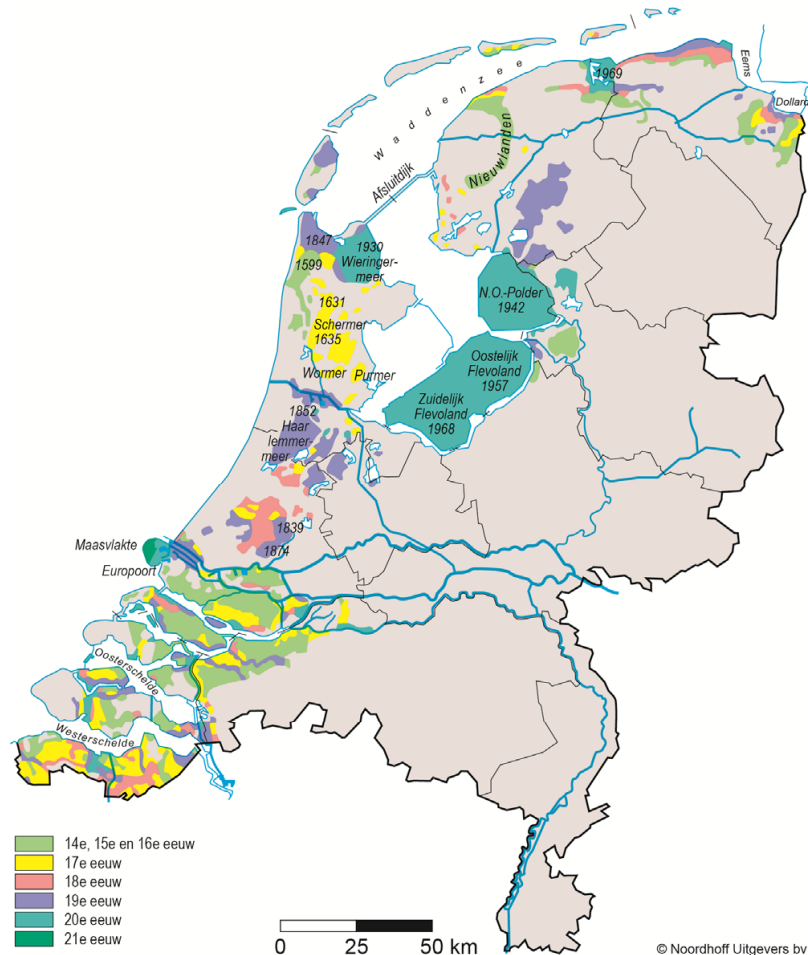 Waddenzee
1969
Eems
Dollard
Nieuwlanden
Afsluitdijk
1847
1930
Wieringer-
meer
1599
N.O.-Polder
1942
1631
Schermer
1635
Oostelijk
Flevoland
1957
Wormer
Purmer
Zuidelijk
Flevoland
1968
1852
Haar
lemmer-
meer
1839
1874
Maasvlakte
Europoort
Oosterschelde
Westerschelde
14e, 15e en 16e eeuw
17e eeuw
18e eeuw
19e eeuw
20e eeuw
21e eeuw
0 25 50 km
© Noordhoff Uitgevers bv